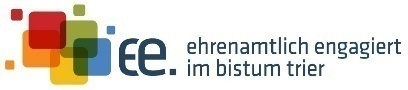 ee. ehrenamtlich engagiert
im bistum trier